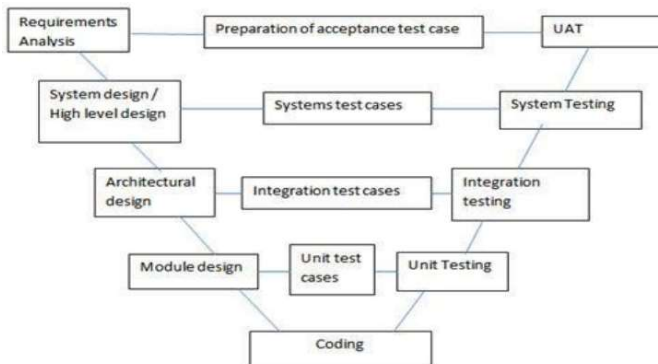 Requirements
Analysis
Preparation of acceptance test case
UAT
System design /
High level design
Systems test cases
System Testing
Architectural
design
Integration test cases
Integration
testing
Module design
Unit test
cases
Unit Testing
Coding